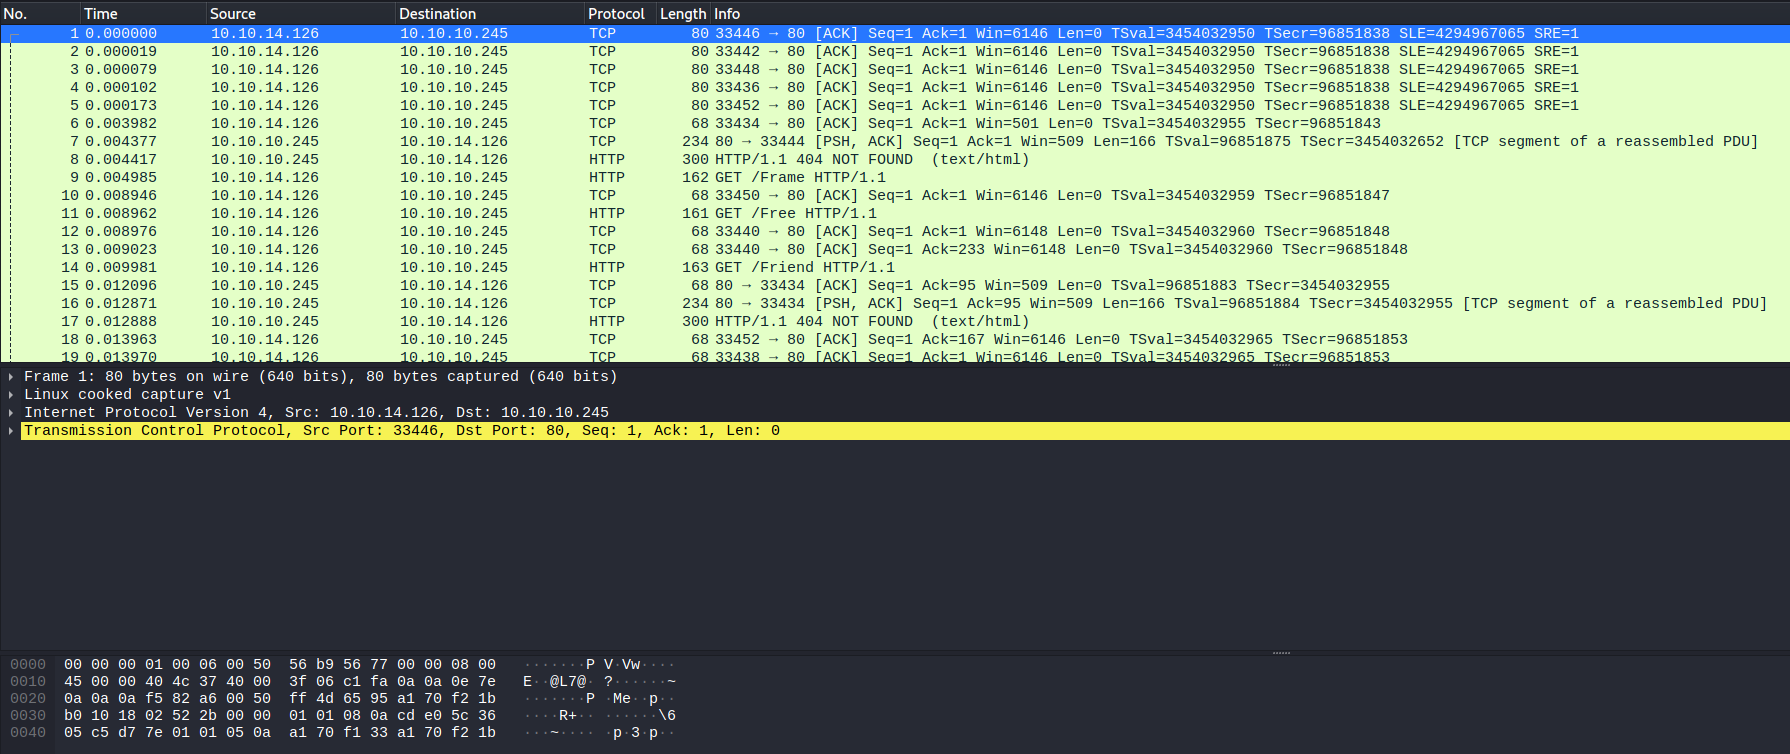 No. Time Source Destination Protocol Length Info
1 0.000000 10.10.14.126 10.10.10.245 TCP 80 33446 → 80 [ACK] Seq=1 Ack=1 Win=6146 Len=0 TSval=3454032950 TSecr=96851838 SLE=4294967065 SRE=1
2 0.000019 10.10.14.126 10.10.10.245 TCP 80 33442 → 80 [ACK] Seq=1 Ack=1 Win=6146 Len=0 TSval=3454032950 TSecr=96851838 SLE=4294967065 SRE=1
3 0.000079 10.10.14.126 10.10.10.245 TCP 80 33448 → 80 [ACK] Seq=1 Ack=1 Win=6146 Len=0 TSval=3454032950 TSecr=96851838 SLE=4294967065 SRE=1
4 0.000102 10.10.14.126 10.10.10.245 TCP 80 33436 → 80 [ACK] Seq=1 Ack=1 Win=6146 Len=0 TSval=3454032950 TSecr=96851838 SLE=4294967065 SRE=1
5 0.000173 10.10.14.126 10.10.10.245 TCP 80 33452 → 80 [ACK] Seq=1 Ack=1 Win=6146 Len=0 TSval=3454032950 TSecr=96851838 SLE=4294967065 SRE=1
6 0.003982 10.10.14.126 10.10.10.245 TCP 68 33434 → 80 [ACK] Seq=1 Ack=1 Win=501 Len=0 TSval=3454032955 TSecr=96851843
7 0.004377 10.10.10.245 10.10.14.126 TCP 234 80 → 33444 [PSH, ACK] Seq=1 Ack=1 Win=509 Len=166 TSval=96851875 TSecr=3454032652 [TCP segment of a reassembled PDU]
8 0.004417 10.10.10.245 10.10.14.126 HTTP 300 HTTP/1.1 404 NOT FOUND  (text/html)
9 0.004985 10.10.14.126 10.10.10.245 HTTP 162 GET /Frame HTTP/1.1
10 0.008946 10.10.14.126 10.10.10.245 TCP 68 33450 → 80 [ACK] Seq=1 Ack=1 Win=6146 Len=0 TSval=3454032959 TSecr=96851847
11 0.008962 10.10.14.126 10.10.10.245 HTTP 161 GET /Free HTTP/1.1
12 0.008976 10.10.14.126 10.10.10.245 TCP 68 33440 → 80 [ACK] Seq=1 Ack=1 Win=6148 Len=0 TSval=3454032960 TSecr=96851848
13 0.009023 10.10.14.126 10.10.10.245 TCP 68 33440 → 80 [ACK] Seq=1 Ack=233 Win=6148 Len=0 TSval=3454032960 TSecr=96851848
14 0.009981 10.10.14.126 10.10.10.245 HTTP 163 GET /Friend HTTP/1.1
15 0.012096 10.10.10.245 10.10.14.126 TCP 68 80 → 33434 [ACK] Seq=1 Ack=95 Win=509 Len=0 TSval=96851883 TSecr=3454032955
16 0.012871 10.10.10.245 10.10.14.126 TCP 234 80 → 33434 [PSH, ACK] Seq=1 Ack=95 Win=509 Len=166 TSval=96851884 TSecr=3454032955 [TCP segment of a reassembled PDU]
17 0.012888 10.10.10.245 10.10.14.126 HTTP 300 HTTP/1.1 404 NOT FOUND  (text/html)
18 0.013963 10.10.14.126 10.10.10.245 TCP 68 33452 → 80 [ACK] Seq=1 Ack=167 Win=6146 Len=0 TSval=3454032965 TSecr=96851853
19 0.013970 10.10.14.126 10.10.10.245 TCP 68 33438 → 80 [ACK] Seq=1 Ack=1 Win=6146 Len=0 TSval=3454032965 TSecr=96851853
Frame 1: 80 bytes on wire (640 bits), 80 bytes captured (640 bits)
Linux cooked capture v1
Internet Protocol Version 4, Src: 10.10.14.126, Dst: 10.10.10.245
Transmission Control Protocol, Src Port: 33446, Dst Port: 80, Seq: 1, Ack: 1, Len: 0
0000 00 00 00 01 00 06 00 50 56 b9 56 77 00 00 08 00 ·······P V·Vw····
0010 45 00 00 40 4c 37 40 00 3f 06 c1 fa 0a 0a 0e 7e E··@L7@· ?······~
0020 0a 0a 0a f5 82 a6 00 50 ff 4d 65 95 a1 70 f2 1b ·······P ·Me··p··
0030 b0 10 18 02 52 2b 00 00 01 01 08 0a cd e0 5c 36 ····R+·· ······\6
0040 05 c5 d7 7e 01 01 05 0a a1 70 f1 33 a1 70 f2 1b ···~···· ·p·3·p··